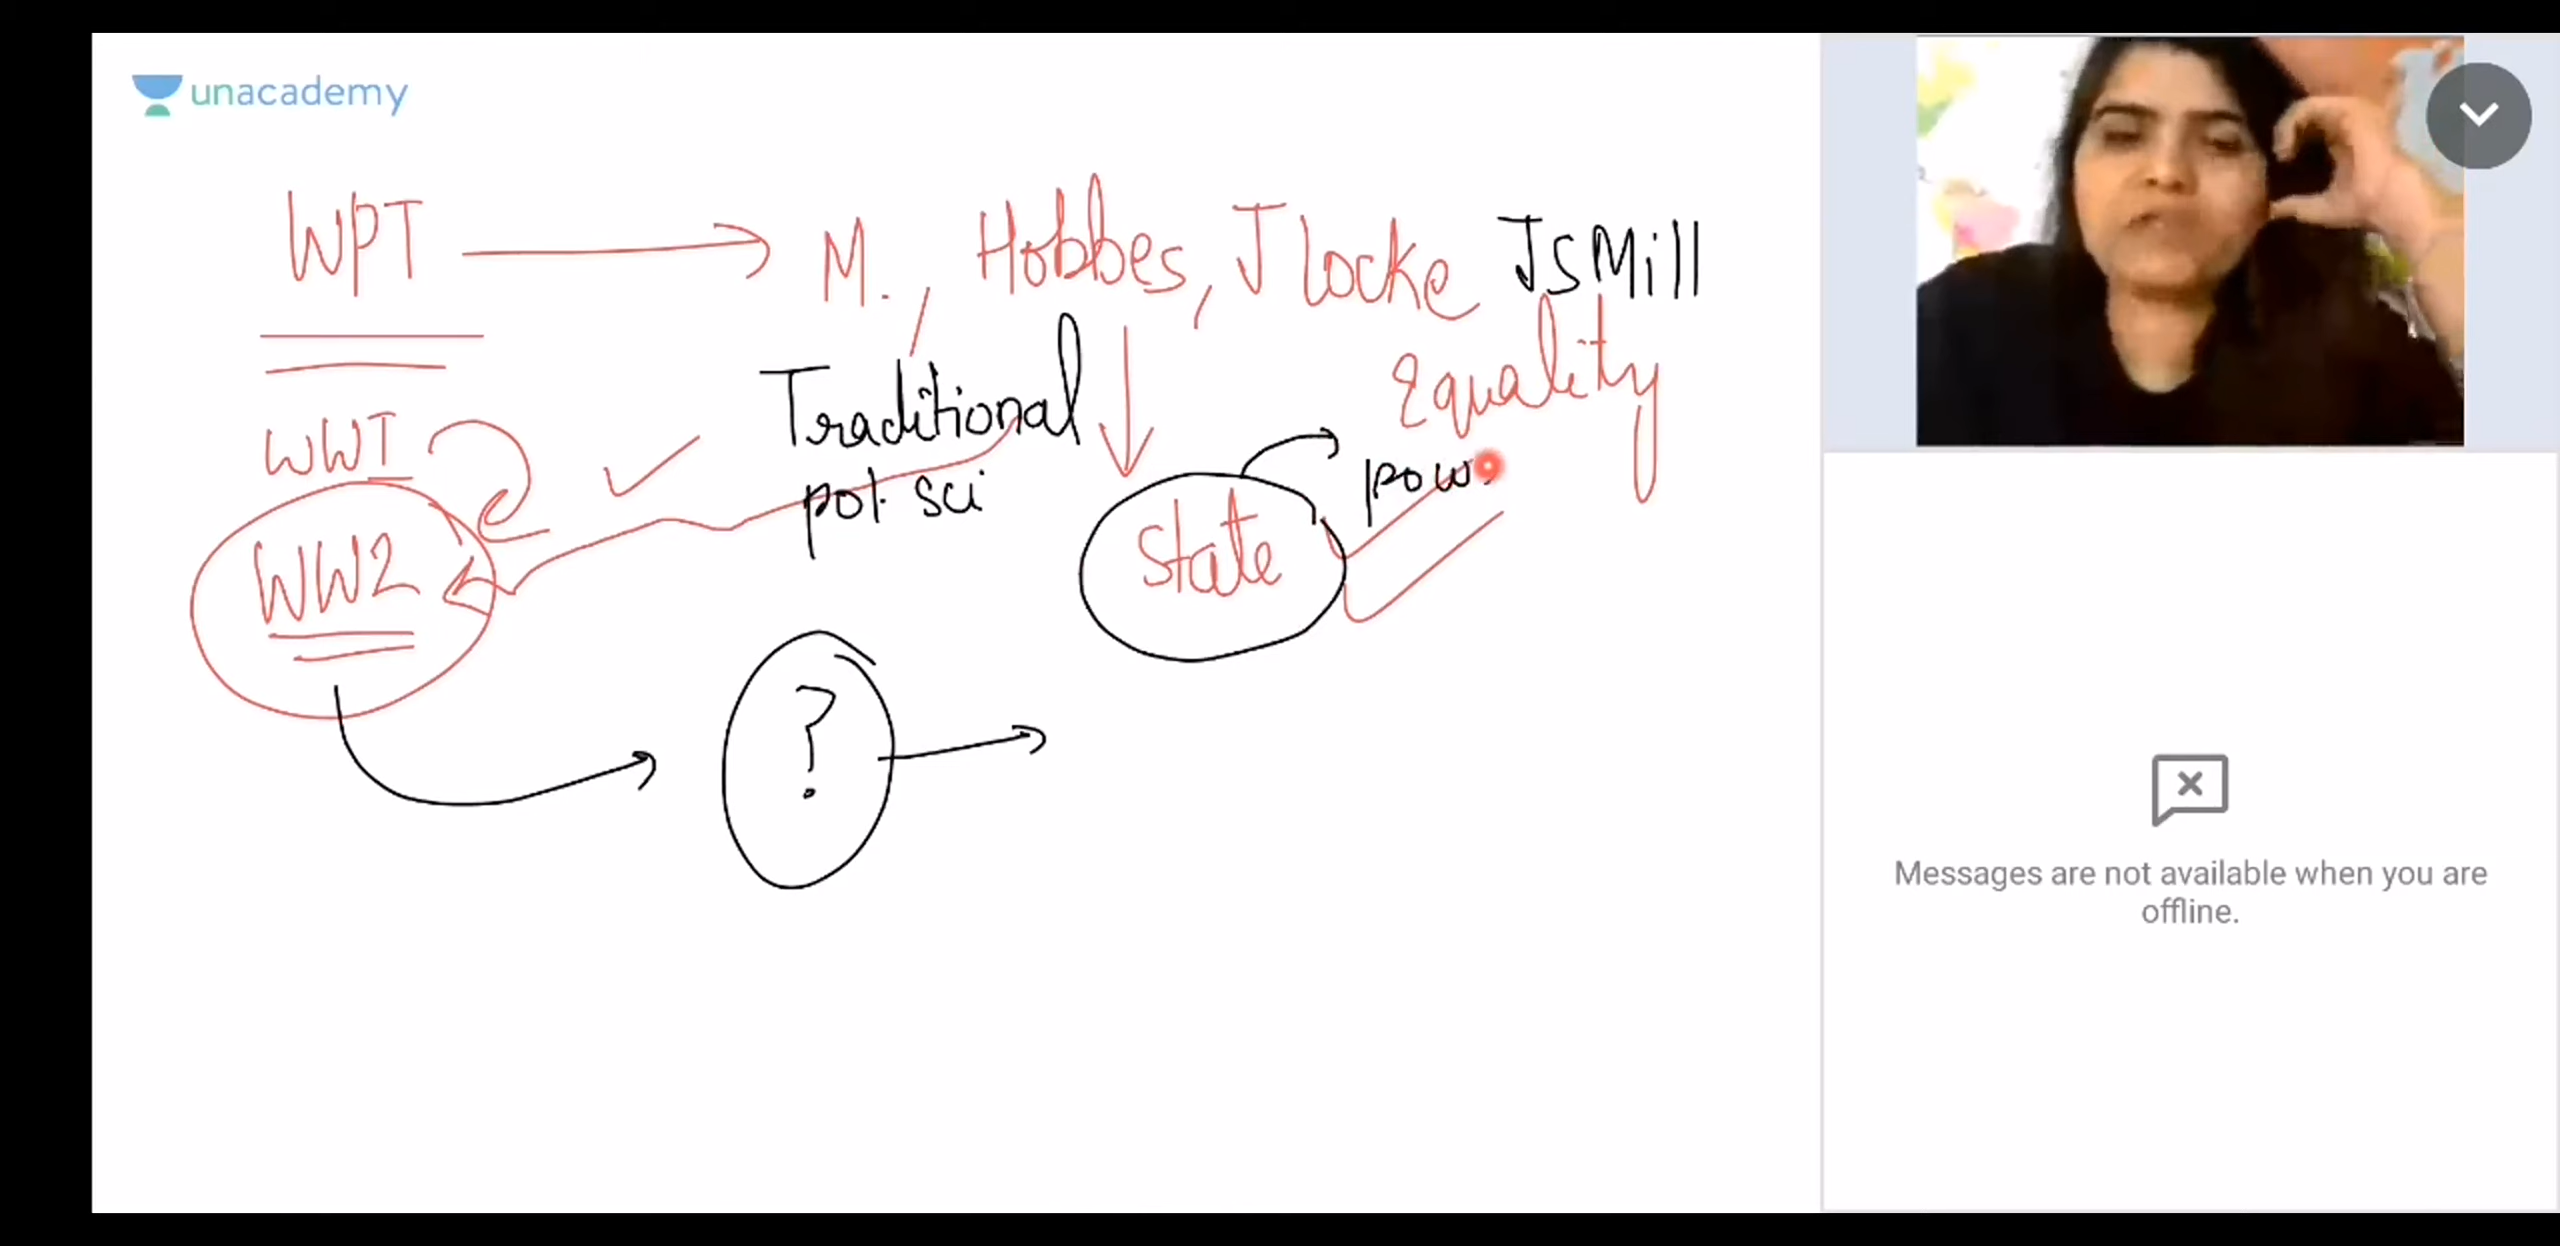 unacademy
WPT → M., Hobbes, J locke JS Mill
Traditional
pol. sci
Equality
WWI
pow
State
WW2
?
Messages are not available when you are
offline.